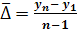 Δ̅ = (yₙ − y₁)/(n − 1)